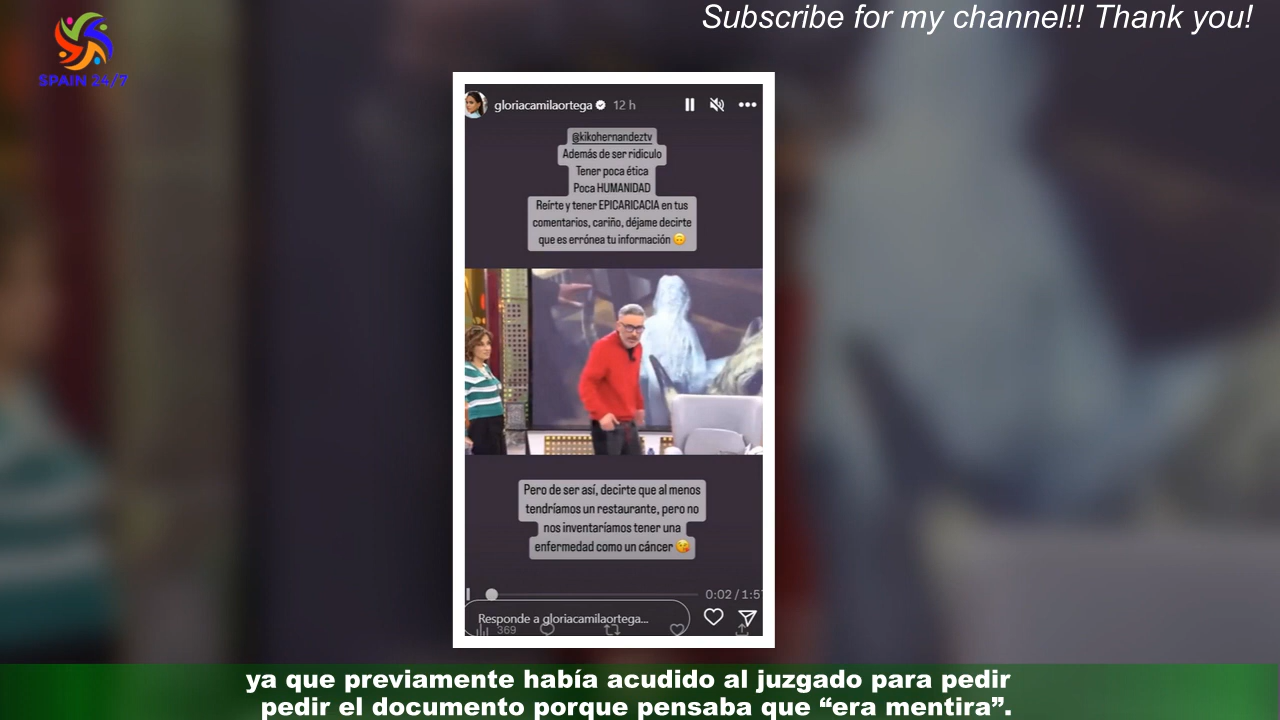 Subscribe for my channel!! Thank you!
SPAIN 24/7
gloriacamilaortega 12 h
@kikohernandeztv
Además de ser ridiculo
Tener poca ética
Poca HUMANIDAD
Reírte y tener EPICARICACIA en tus
comentarios, cariño, déjame decirte
que es errónea tu información 🙃
Pero de ser así, decirte que al menos
tendríamos un restaurante, pero no
nos inventaríamos tener una
enfermedad como un cáncer 😘
0:02 / 1:57
Responde a gloriacamilaortega...
369
ya que previamente había acudido al juzgado para pedir
pedir el documento porque pensaba que “era mentira”.